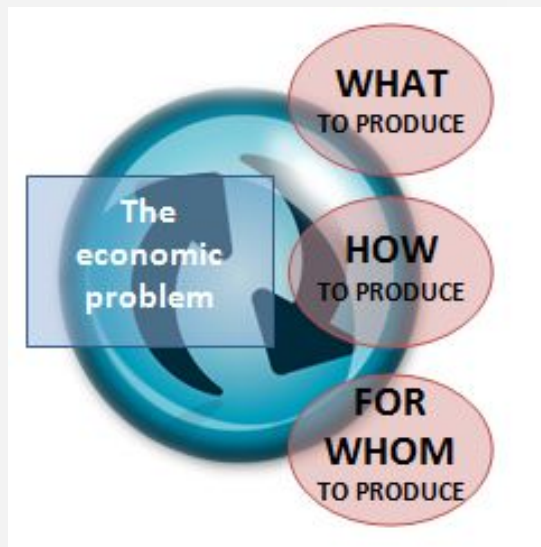 The
economic
problem
WHAT
TO PRODUCE
HOW
TO PRODUCE
FOR
WHOM
TO PRODUCE